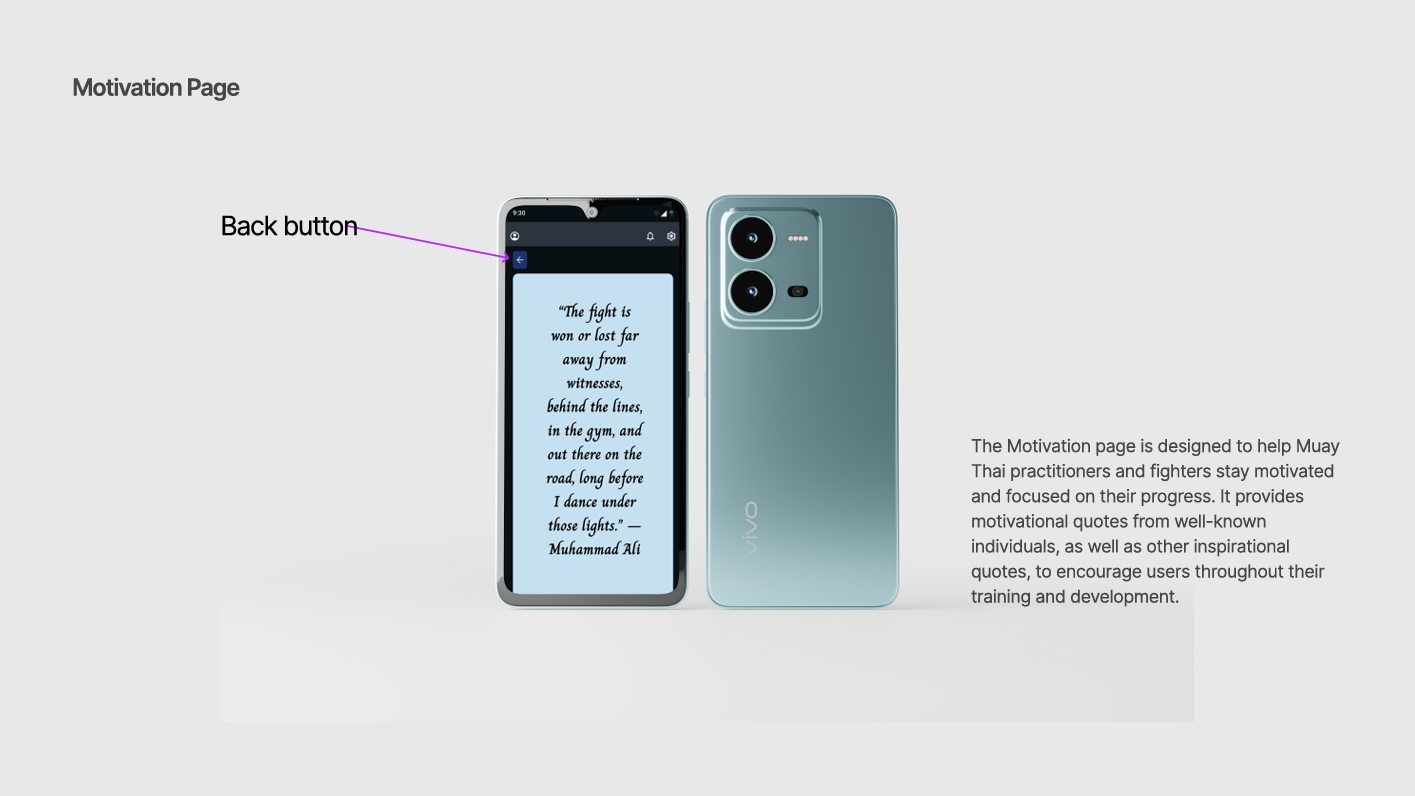 Motivation Page
Back button
9:30
“The fight is
won or lost far
away from
witnesses,
behind the lines,
in the gym, and
out there on the
road, long before
I dance under
those lights.” —
Muhammad Ali
vivo
The Motivation page is designed to help Muay
Thai practitioners and fighters stay motivated
and focused on their progress. It provides
motivational quotes from well-known
individuals, as well as other inspirational
quotes, to encourage users throughout their
training and development.